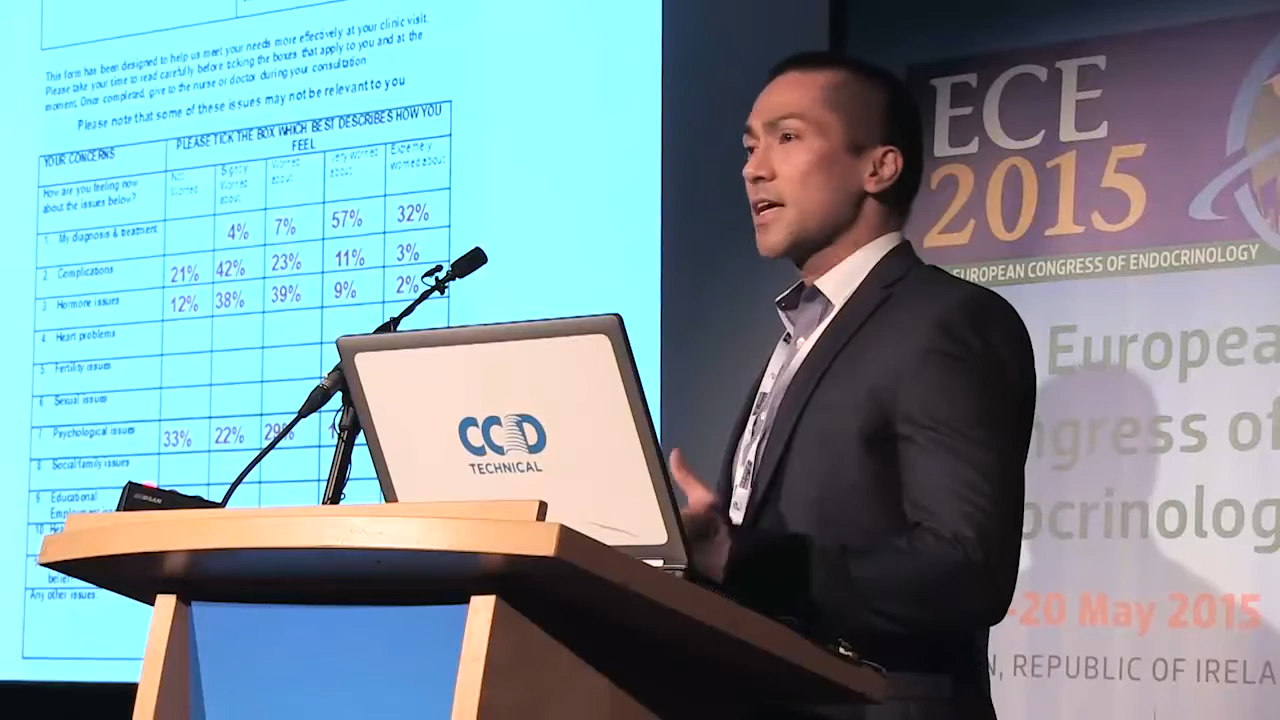 This form has been designed to help us meet your needs more effectively at your clinic visit.
Please take your time to read carefully before ticking the boxes that apply to you and at the
moment. Once completed, give to the nurse or doctor during your consultation.
Please note that some of these issues may not be relevant to you
YOUR CONCERNS
PLEASE TICK THE BOX WHICH BEST DESCRIBES HOW YOU
FEEL
How are you feeling now
about the issues below?
Not
Worried
Slightly
Worried
about
Worried
about
Very Worried
about
Extremely
Worried about
1 My diagnosis & treatment 4% 7% 57% 32%
2 Complications 21% 42% 23% 11% 3%
3 Hormone issues 12% 38% 39% 9% 2%
4 Heart problems
5 Fertility issues
6 Sexual issues
7 Psychological issues 33% 22% 29%
8 Social/family issues
9 Educational
10
Any other issues
CCD
TECHNICAL
ECE
2015
EUROPEAN CONGRESS OF ENDOCRINOLOGY
Europea
ngress of
ocrinolog
-20 May 2015
N, REPUBLIC OF IRELA